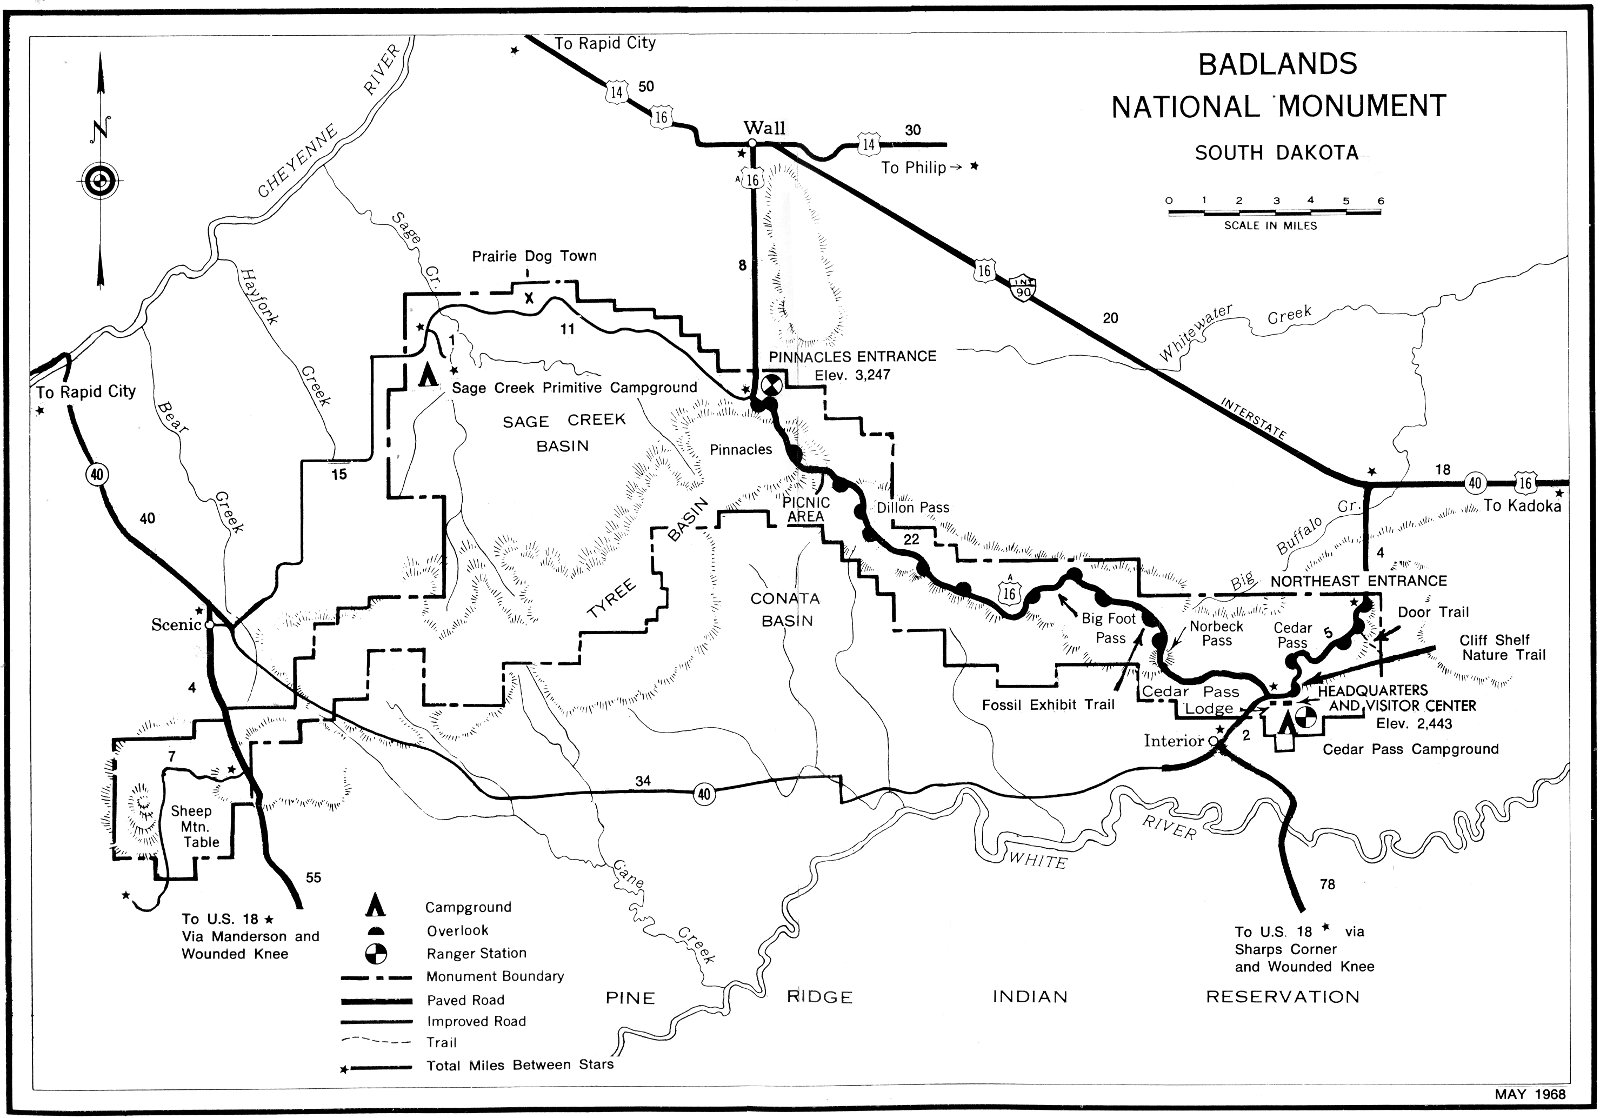 To Rapid City
BADLANDS
NATIONAL MONUMENT
SOUTH DAKOTA
0 1 2 3 4 5 6
SCALE IN MILES
N
CHEYENNE RIVER
14
50
16
Wall
30
14
To Philip
A
16
8
16
INT
90
20
INTERSTATE
Whitewater Creek
Sage Cr.
Hayfork Creek
Bear Creek
Prairie Dog Town
X
11
1
PINNACLES ENTRANCE
Elev. 3,247
To Rapid City
Sage Creek Primitive Campground
SAGE CREEK
BASIN
Pinnacles
40
15
40
PICNIC
AREA
Dillon Pass
22
18
40
16
To Kadoka
Big Buffalo Cr.
4
NORTHEAST ENTRANCE
TYREE BASIN
CONATA
BASIN
A
16
Big Foot
Pass
Norbeck
Pass
Cedar
Pass
5
Door Trail
Cliff Shelf
Nature Trail
Scenic
4
Fossil Exhibit Trail
Cedar Pass
Lodge
HEADQUARTERS
AND VISITOR CENTER
Elev. 2,443
Interior
2
Cedar Pass Campground
7
34
40
Sheep
Mtn.
Table
WHITE RIVER
55
78
Cane Creek
To U.S. 18
Via Manderson and
Wounded Knee
To U.S. 18 via
Sharps Corner
and Wounded Knee
Campground
Overlook
Ranger Station
Monument Boundary
Paved Road
Improved Road
Trail
Total Miles Between Stars
PINE RIDGE INDIAN RESERVATION
MAY 1968